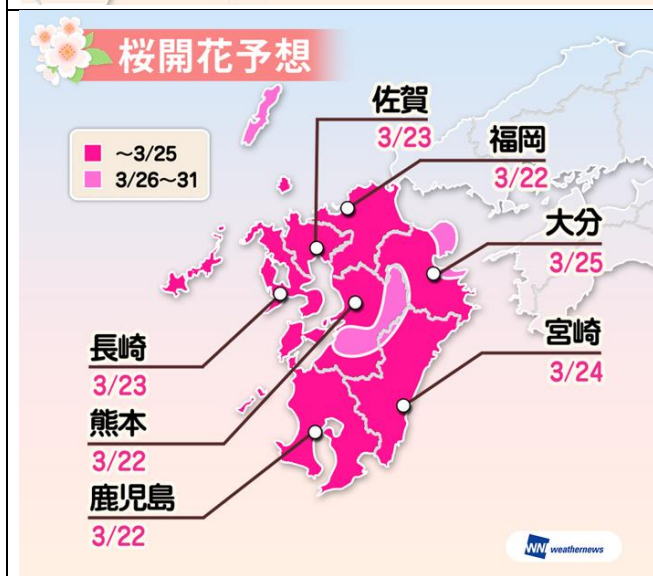 桜開花予想
～3/25
3/26～31
佐賀
3/23
福岡
3/22
大分
3/25
宮崎
3/24
長崎
3/23
熊本
3/22
鹿児島
3/22
WNI weathernews